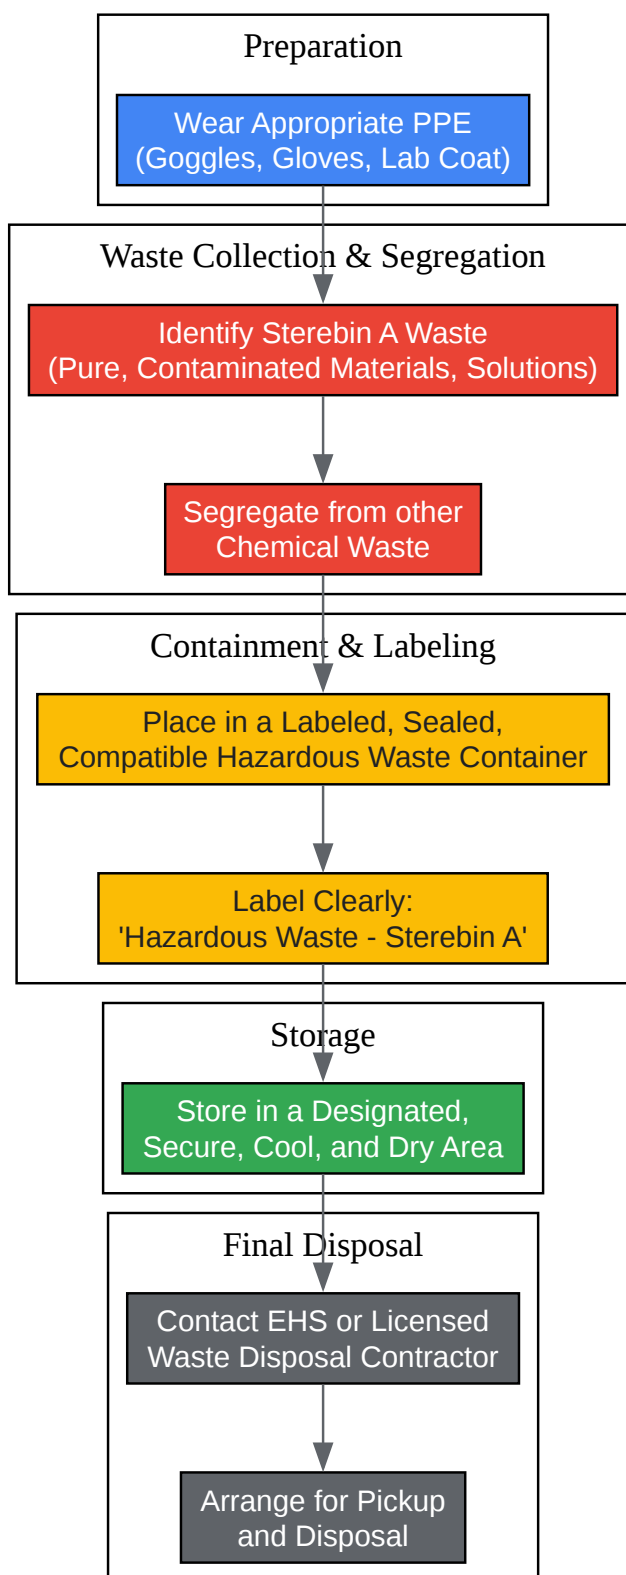 Preparation
Wear Appropriate PPE
(Goggles, Gloves, Lab Coat)
Waste Collection & Segregation
Identify Sterebin A Waste
(Pure, Contaminated Materials, Solutions)
Segregate from other
Chemical Waste
Containment & Labeling
Place in a Labeled, Sealed,
Compatible Hazardous Waste Container
Label Clearly:
'Hazardous Waste - Sterebin A'
Storage
Store in a Designated,
Secure, Cool, and Dry Area
Final Disposal
Contact EHS or Licensed
Waste Disposal Contractor
Arrange for Pickup
and Disposal